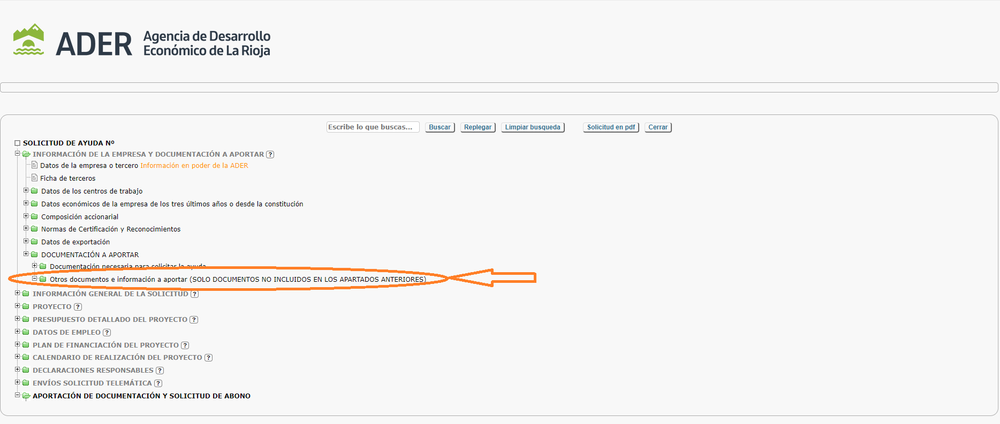 ADER
Agencia de Desarrollo
Económico de La Rioja
Escribe lo que buscas... Buscar Replegar Limpiar busqueda Solicitud en pdf Cerrar
SOLICITUD DE AYUDA Nº
INFORMACIÓN DE LA EMPRESA Y DOCUMENTACIÓN A APORTAR ?
Datos de la empresa o tercero Información en poder de la ADER
Ficha de terceros
Datos de los centros de trabajo
Datos económicos de la empresa de los tres últimos años o desde la constitución
Composición accionarial
Normas de Certificación y Reconocimientos
Datos de exportación
DOCUMENTACIÓN A APORTAR
Documentación necesaria para solicitar la ayuda
Otros documentos e información a aportar (SOLO DOCUMENTOS NO INCLUIDOS EN LOS APARTADOS ANTERIORES)
INFORMACIÓN GENERAL DE LA SOLICITUD ?
PROYECTO ?
PRESUPUESTO DETALLADO DEL PROYECTO ?
DATOS DE EMPLEO ?
PLAN DE FINANCIACIÓN DEL PROYECTO ?
CALENDARIO DE REALIZACIÓN DEL PROYECTO ?
DECLARACIONES RESPONSABLES ?
ENVÍOS SOLICITUD TELEMÁTICA ?
APORTACIÓN DE DOCUMENTACIÓN Y SOLICITUD DE ABONO